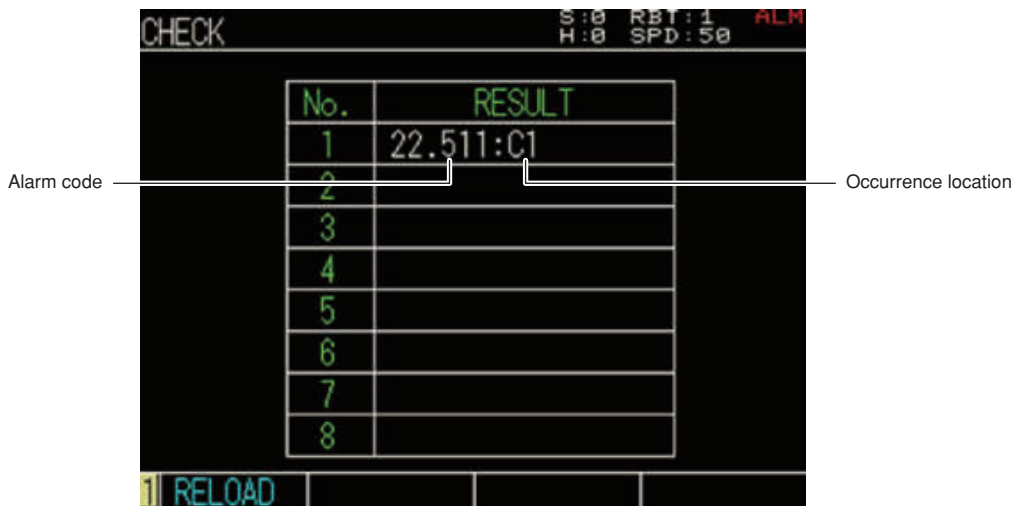 CHECK
S:0 RBT:1 ALM
H:0 SPD:50
No. RESULT
1 22.511:C1
Alarm code
Occurrence location
2
3
4
5
6
7
8
1 RELOAD